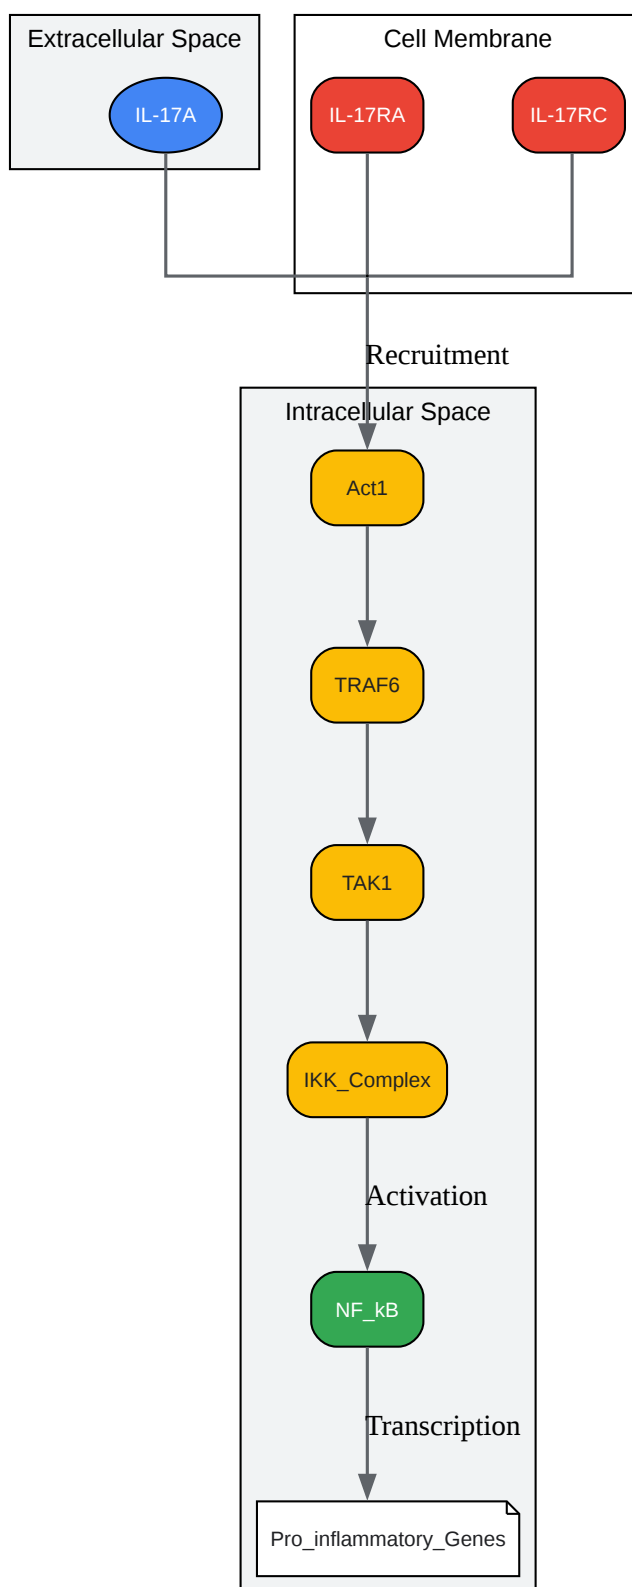 Extracellular Space
Cell Membrane
IL-17A
IL-17RA
IL-17RC
Recruitment
Intracellular Space
Act1
TRAF6
TAK1
IKK_Complex
Activation
NF_kB
Transcription
Pro_inflammatory_Genes